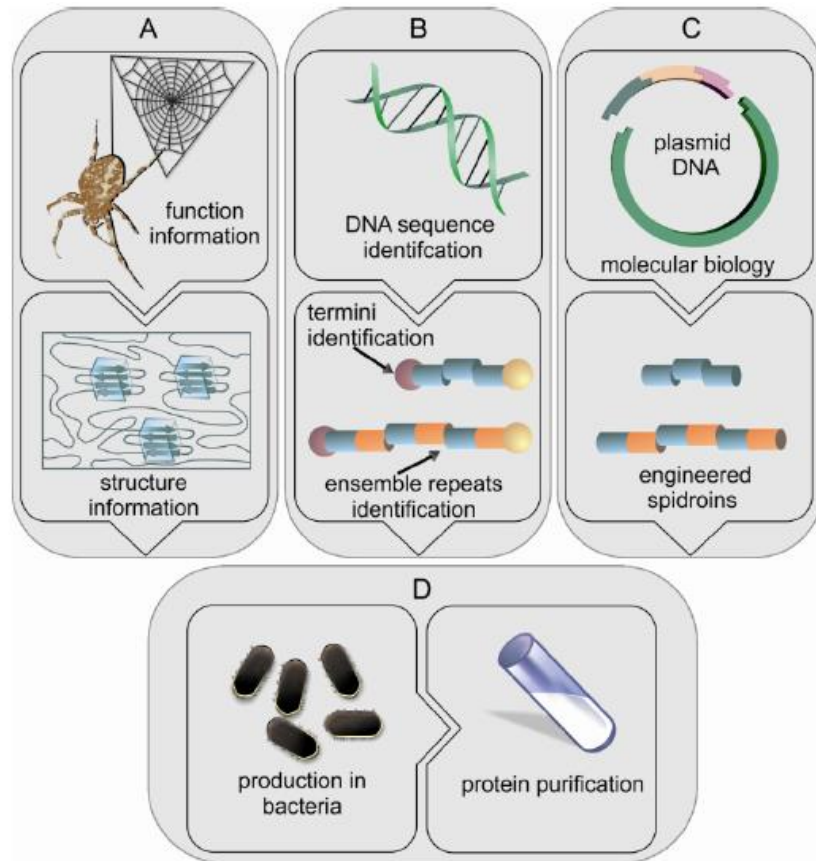 A
function
information
structure
information
B
DNA sequence
identifcation
termini
identification
ensemble repeats
identification
C
plasmid
DNA
molecular biology
engineered
spidroins
D
production in
bacteria
protein purification